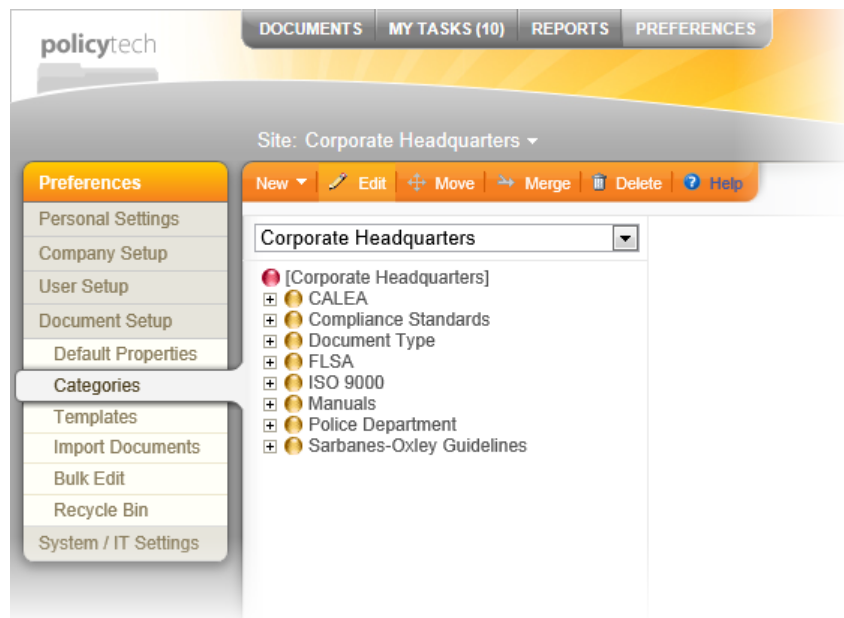 policytech
DOCUMENTS MY TASKS (10) REPORTS PREFERENCES
Site: Corporate Headquarters
Preferences
Personal Settings
Company Setup
User Setup
Document Setup
Default Properties
Categories
Templates
Import Documents
Bulk Edit
Recycle Bin
System / IT Settings
New Edit Move Merge Delete Help
Corporate Headquarters
[Corporate Headquarters]
CALEA
Compliance Standards
Document Type
FLSA
ISO 9000
Manuals
Police Department
Sarbanes-Oxley Guidelines